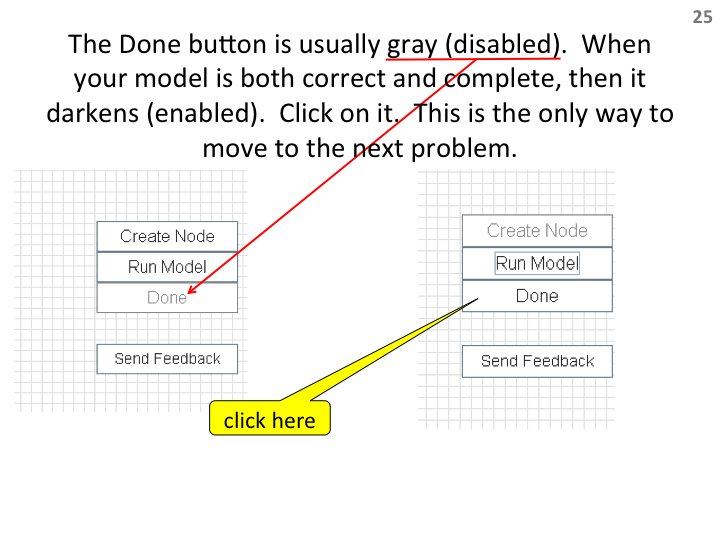 25
The Done button is usually gray (disabled).  When
your model is both correct and complete, then it
darkens (enabled).  Click on it.  This is the only way to
move to the next problem.
Create Node
Run Model
Done
Send Feedback
Create Node
Run Model
Done
Send Feedback
click here